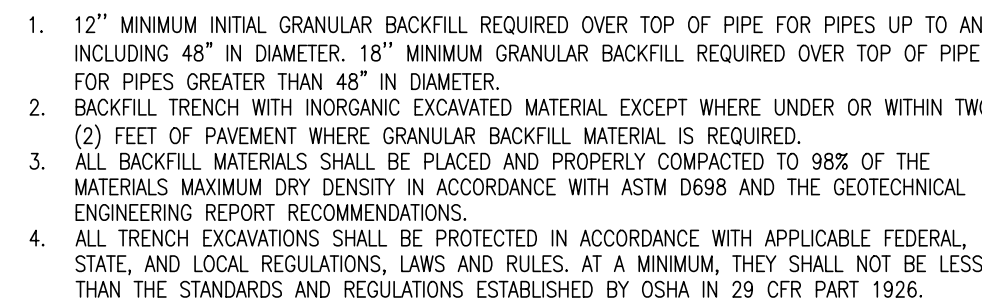 1. 12'' MINIMUM INITIAL GRANULAR BACKFILL REQUIRED OVER TOP OF PIPE FOR PIPES UP TO AN
INCLUDING 48" IN DIAMETER. 18'' MINIMUM GRANULAR BACKFILL REQUIRED OVER TOP OF PIPE
FOR PIPES GREATER THAN 48" IN DIAMETER.
2. BACKFILL TRENCH WITH INORGANIC EXCAVATED MATERIAL EXCEPT WHERE UNDER OR WITHIN TWO
(2) FEET OF PAVEMENT WHERE GRANULAR BACKFILL MATERIAL IS REQUIRED.
3. ALL BACKFILL MATERIALS SHALL BE PLACED AND PROPERLY COMPACTED TO 98% OF THE
MATERIALS MAXIMUM DRY DENSITY IN ACCORDANCE WITH ASTM D698 AND THE GEOTECHNICAL
ENGINEERING REPORT RECOMMENDATIONS.
4. ALL TRENCH EXCAVATIONS SHALL BE PROTECTED IN ACCORDANCE WITH APPLICABLE FEDERAL,
STATE, AND LOCAL REGULATIONS, LAWS AND RULES. AT A MINIMUM, THEY SHALL NOT BE LESS
THAN THE STANDARDS AND REGULATIONS ESTABLISHED BY OSHA IN 29 CFR PART 1926.